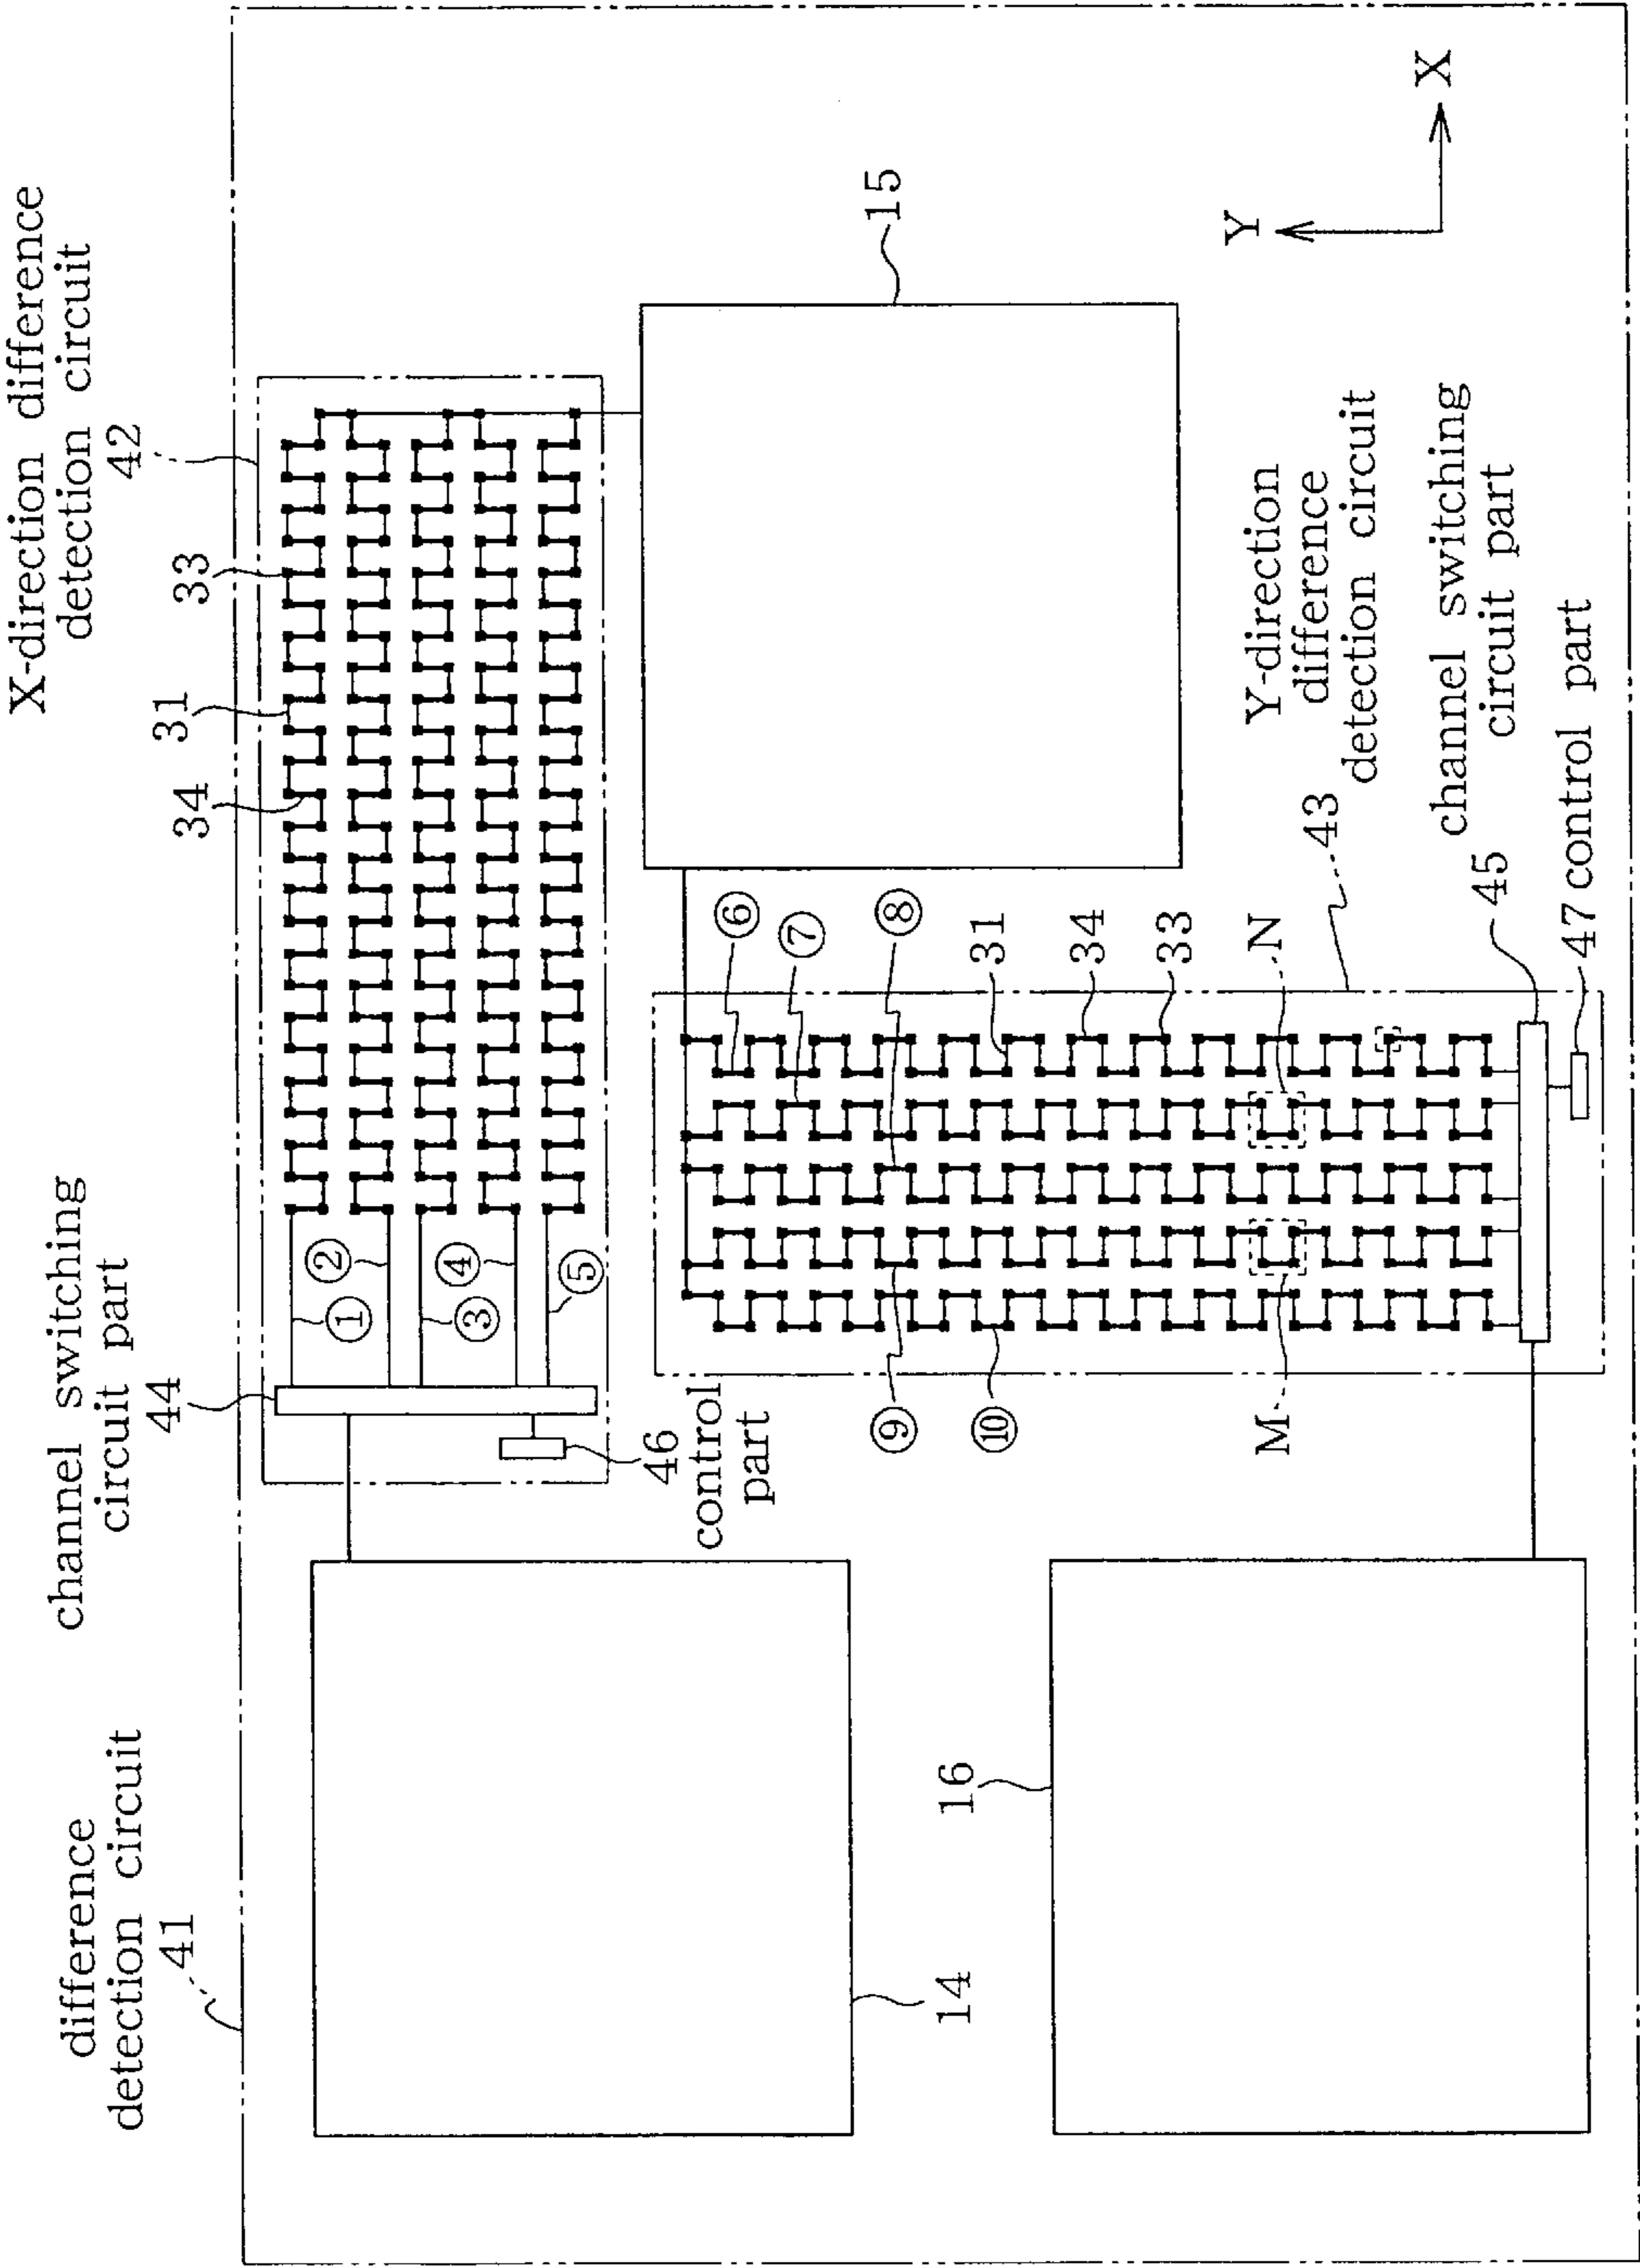 difference
detection circuit
41
channel switching
circuit part
44
X-direction difference
detection circuit
42
34
31
33
①
②
③
④
⑤
46
control
part
14
15
16
⑥
⑦
⑧
⑨
⑩
31
34
33
M
N
Y-direction
difference
detection circuit
43
channel switching
circuit part
45
47 control part
Y
X